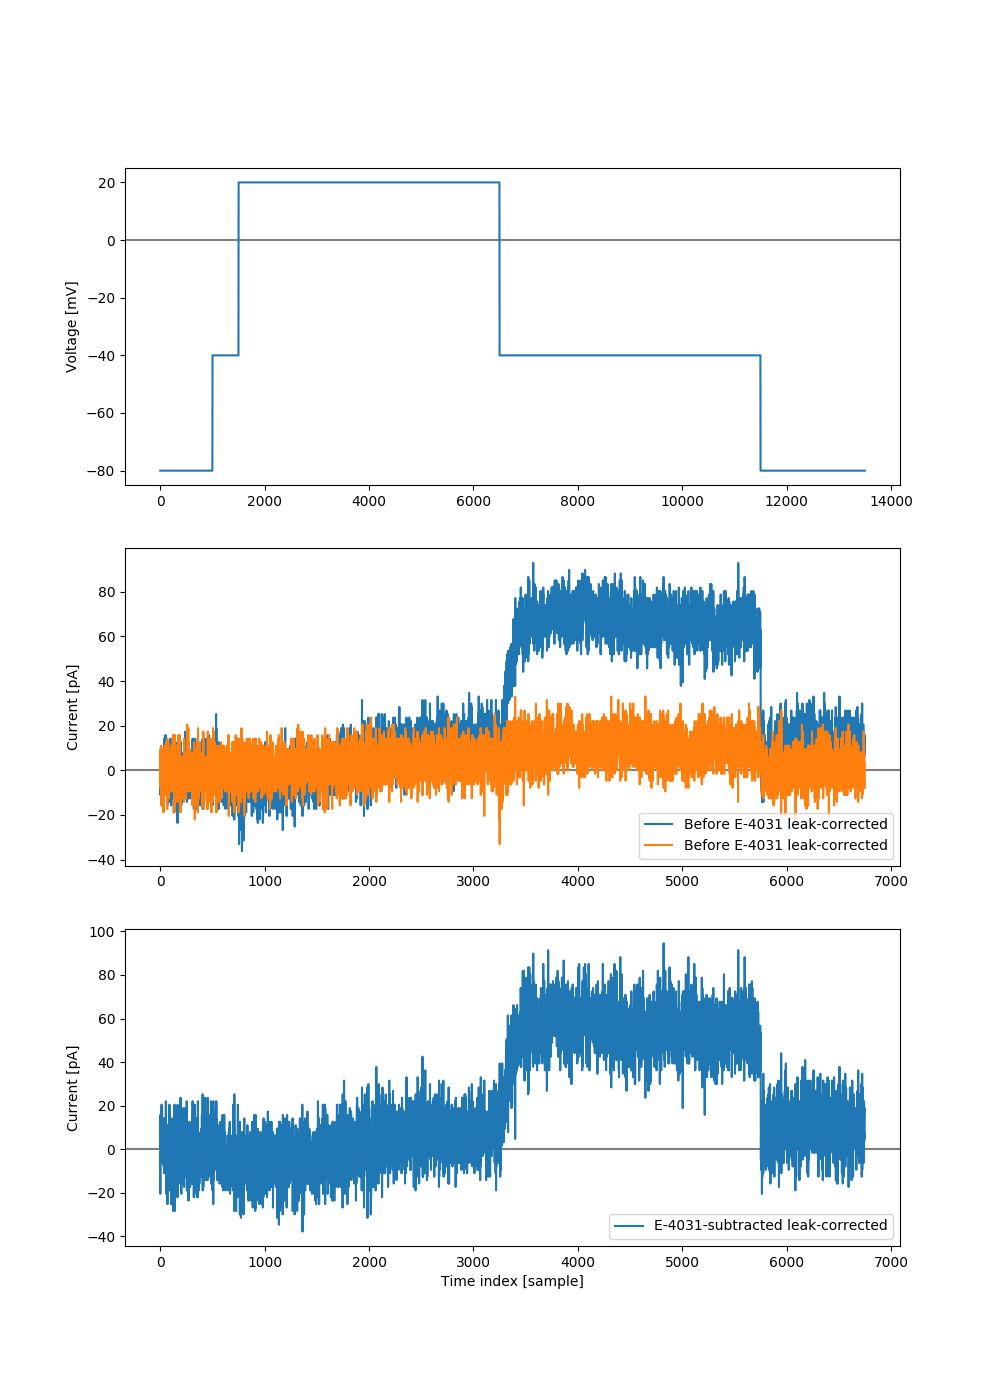 20
0
−20
−40
−60
−80
Voltage [mV]
0 2000 4000 6000 8000 10000 12000 14000
80
60
40
20
0
−20
−40
Current [pA]
Before E-4031 leak-corrected
Before E-4031 leak-corrected
0 1000 2000 3000 4000 5000 6000 7000
100
80
60
40
20
0
−20
−40
Current [pA]
E-4031-subtracted leak-corrected
0 1000 2000 3000 4000 5000 6000 7000
Time index [sample]